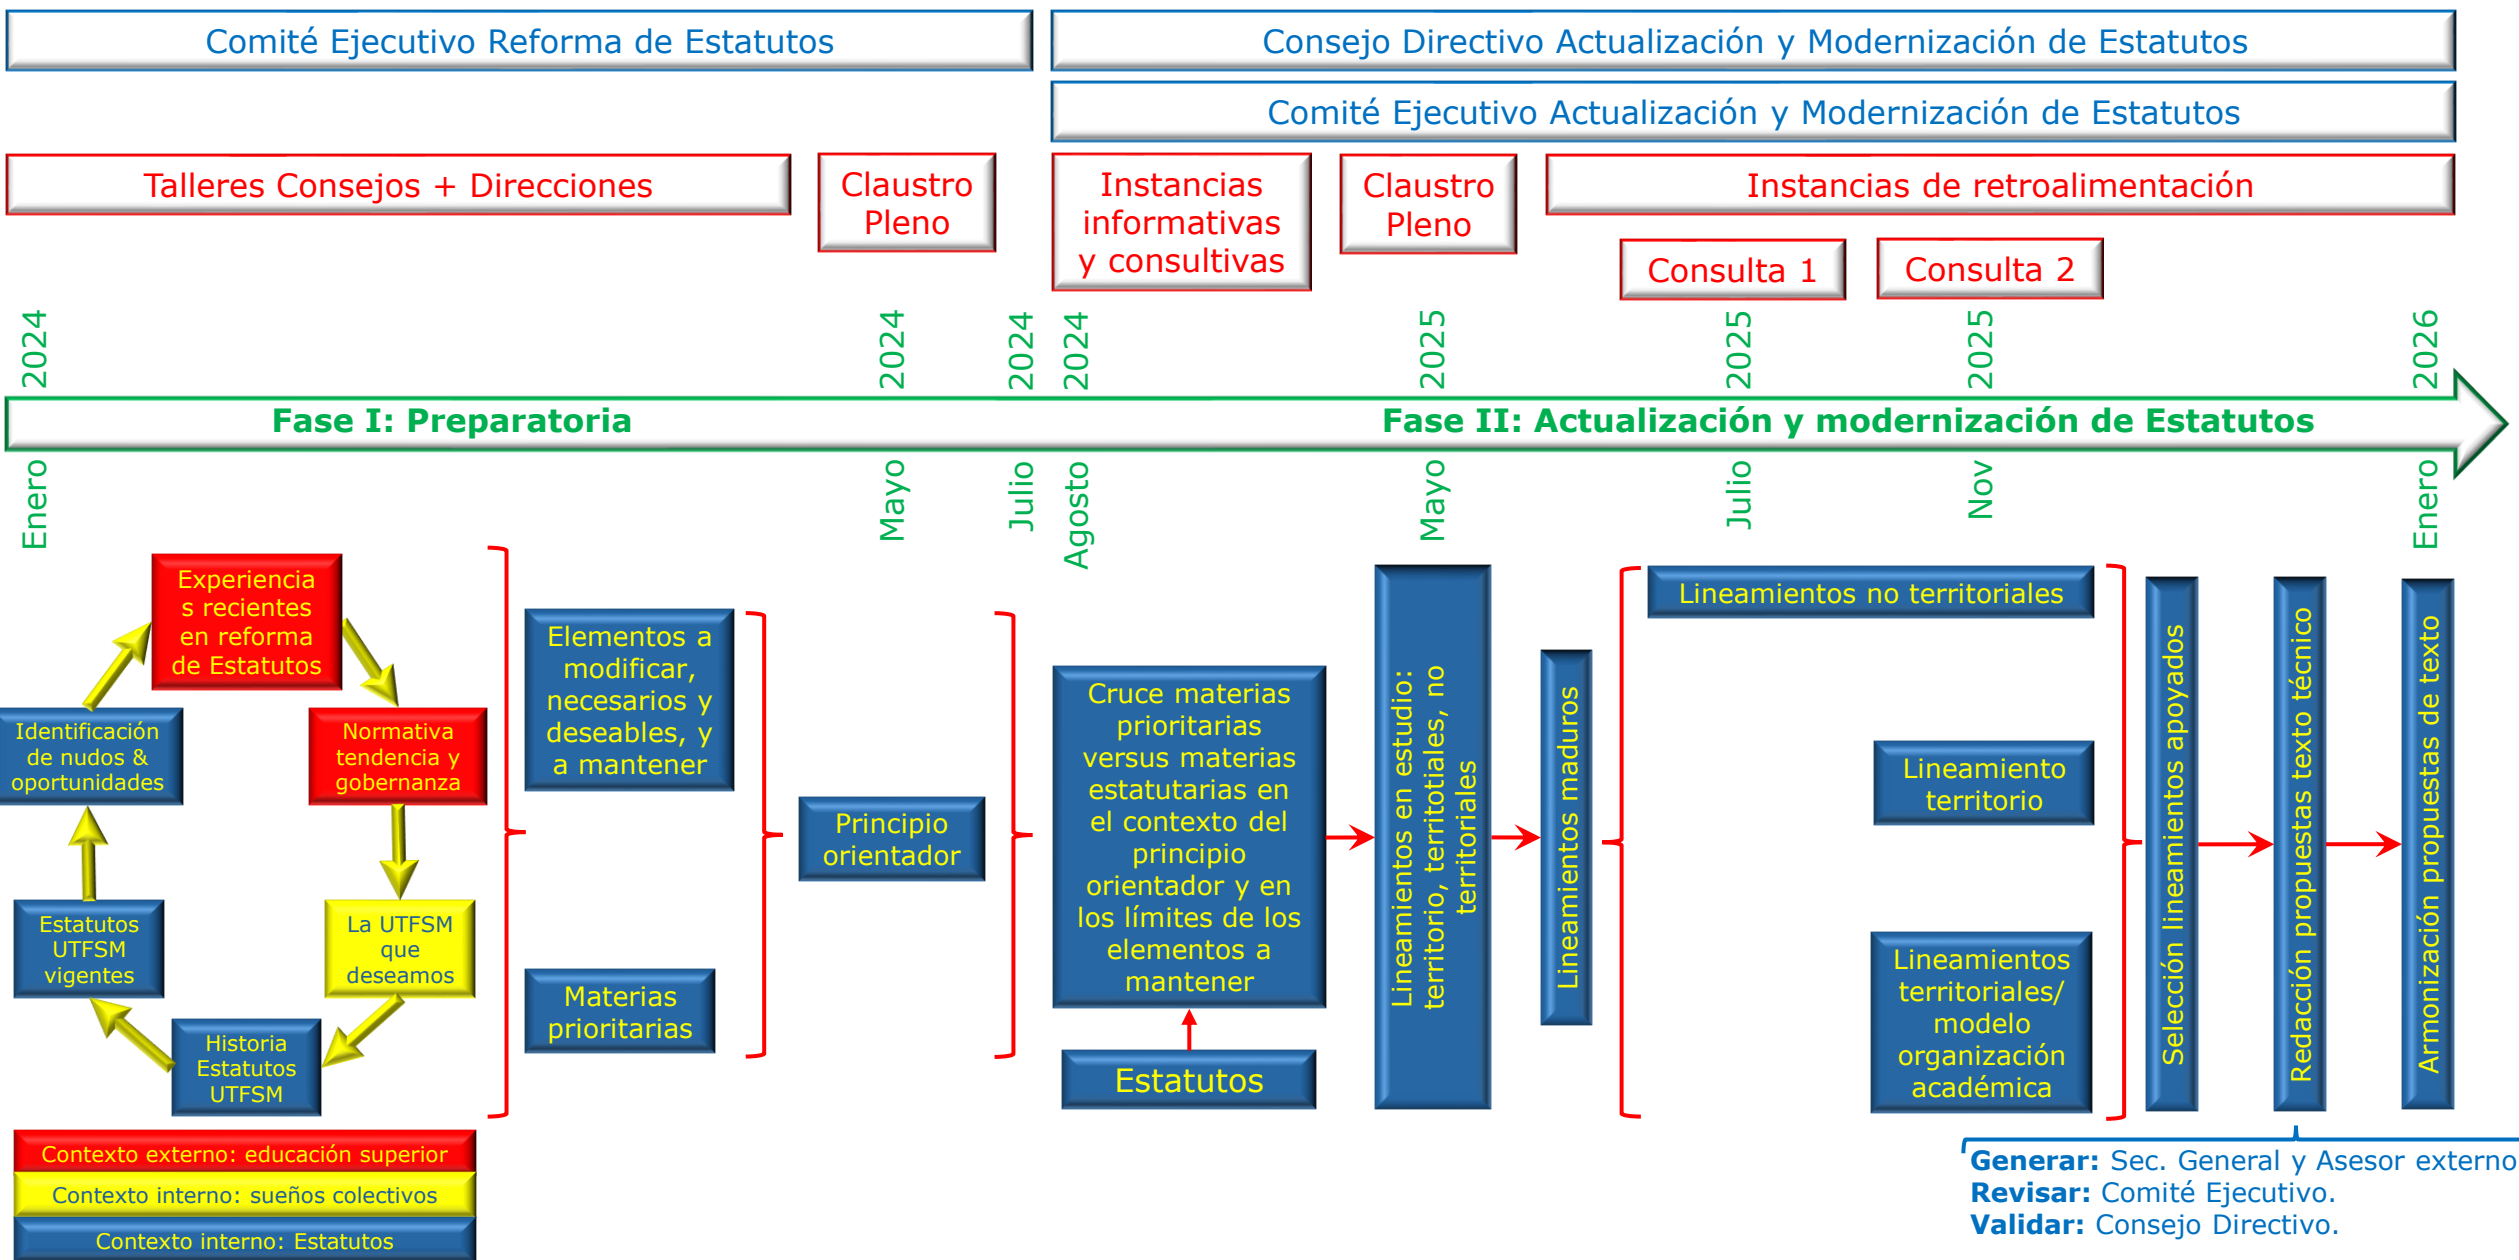 Comité Ejecutivo Reforma de Estatutos
Consejo Directivo Actualización y Modernización de Estatutos
Comité Ejecutivo Actualización y Modernización de Estatutos
Talleres Consejos + Direcciones
Claustro
Pleno
Instancias
informativas
y consultivas
Claustro
Pleno
Instancias de retroalimentación
Consulta 1
Consulta 2
Enero 2024
Mayo 2024
Julio 2024
Agosto 2024
Mayo 2025
Julio 2025
Nov 2025
Enero 2026
Fase I: Preparatoria
Fase II: Actualización y modernización de Estatutos
Experiencia
s recientes
en reforma
de Estatutos
Normativa
tendencia y
gobernanza
La UTFSM
que
deseamos
Historia
Estatutos
UTFSM
Estatutos
UTFSM
vigentes
Identificación
de nudos &
oportunidades
Elementos a
modificar,
necesarios y
deseables, y
a mantener
Materias
prioritarias
Principio
orientador
Cruce materias
prioritarias
versus materias
estatutarias en
el contexto del
principio
orientador y en
los límites de los
elementos a
mantener
Estatutos
Lineamientos en estudio:
territorio, territotiales, no
territoriales
Lineamientos maduros
Lineamientos no territoriales
Lineamiento
territorio
Lineamientos
territoriales/
modelo
organización
académica
Selección lineamientos apoyados
Redacción propuestas texto técnico
Armonización propuestas de texto
Contexto externo: educación superior
Contexto interno: sueños colectivos
Contexto interno: Estatutos
Generar: Sec. General y Asesor externo
Revisar: Comité Ejecutivo.
Validar: Consejo Directivo.